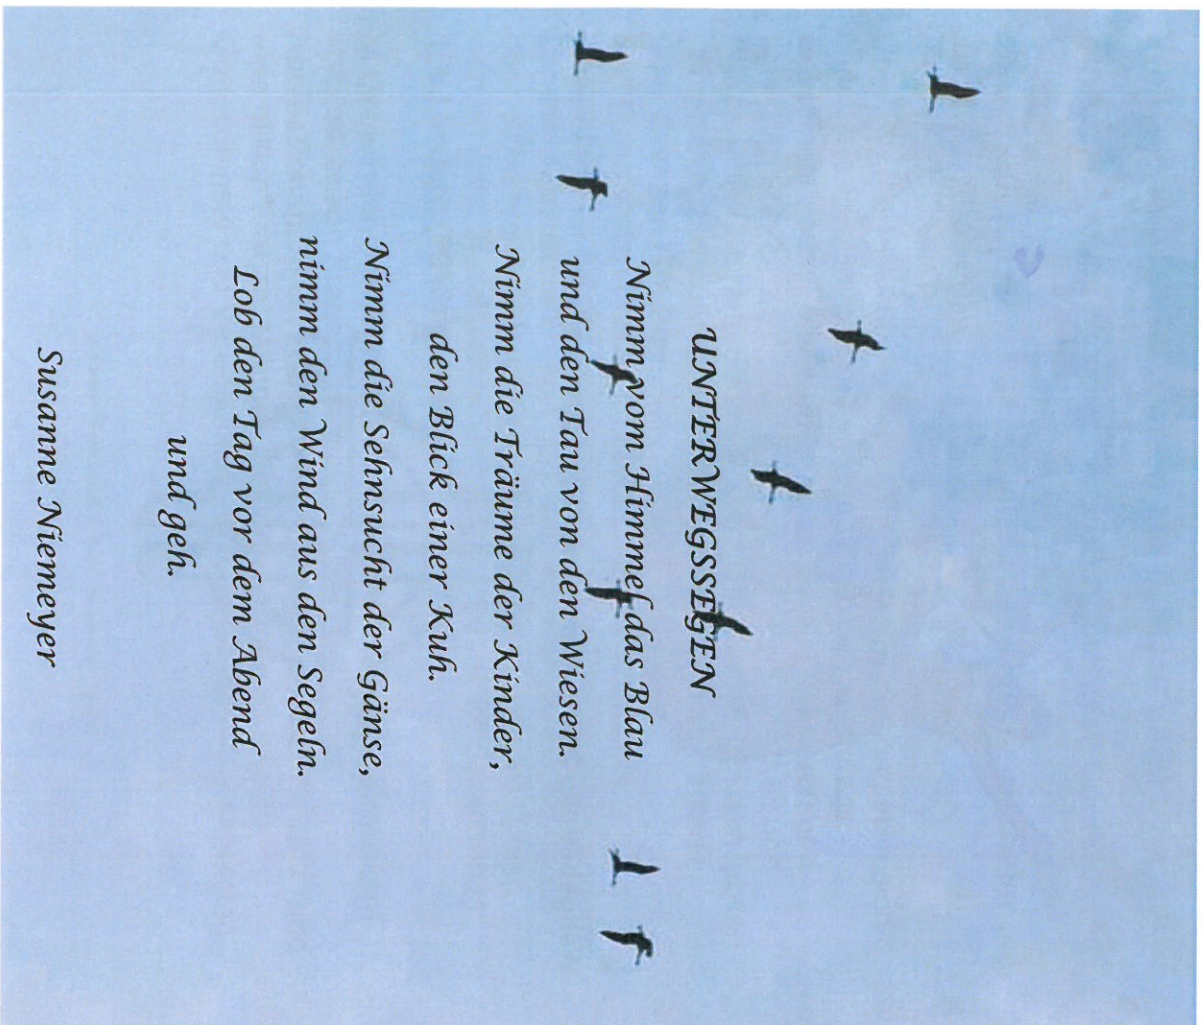 UNTERWEGSSEGEN
Nimm vom Himmel das Blau
und den Tau von den Wiesen.
Nimm die Träume der Kinder,
den Blick einer Kuh.
Nimm die Sehnsucht der Gänse,
nimm den Wind aus den Segeln.
Lob den Tag vor dem Abend
und geh.
Susanne Niemeyer